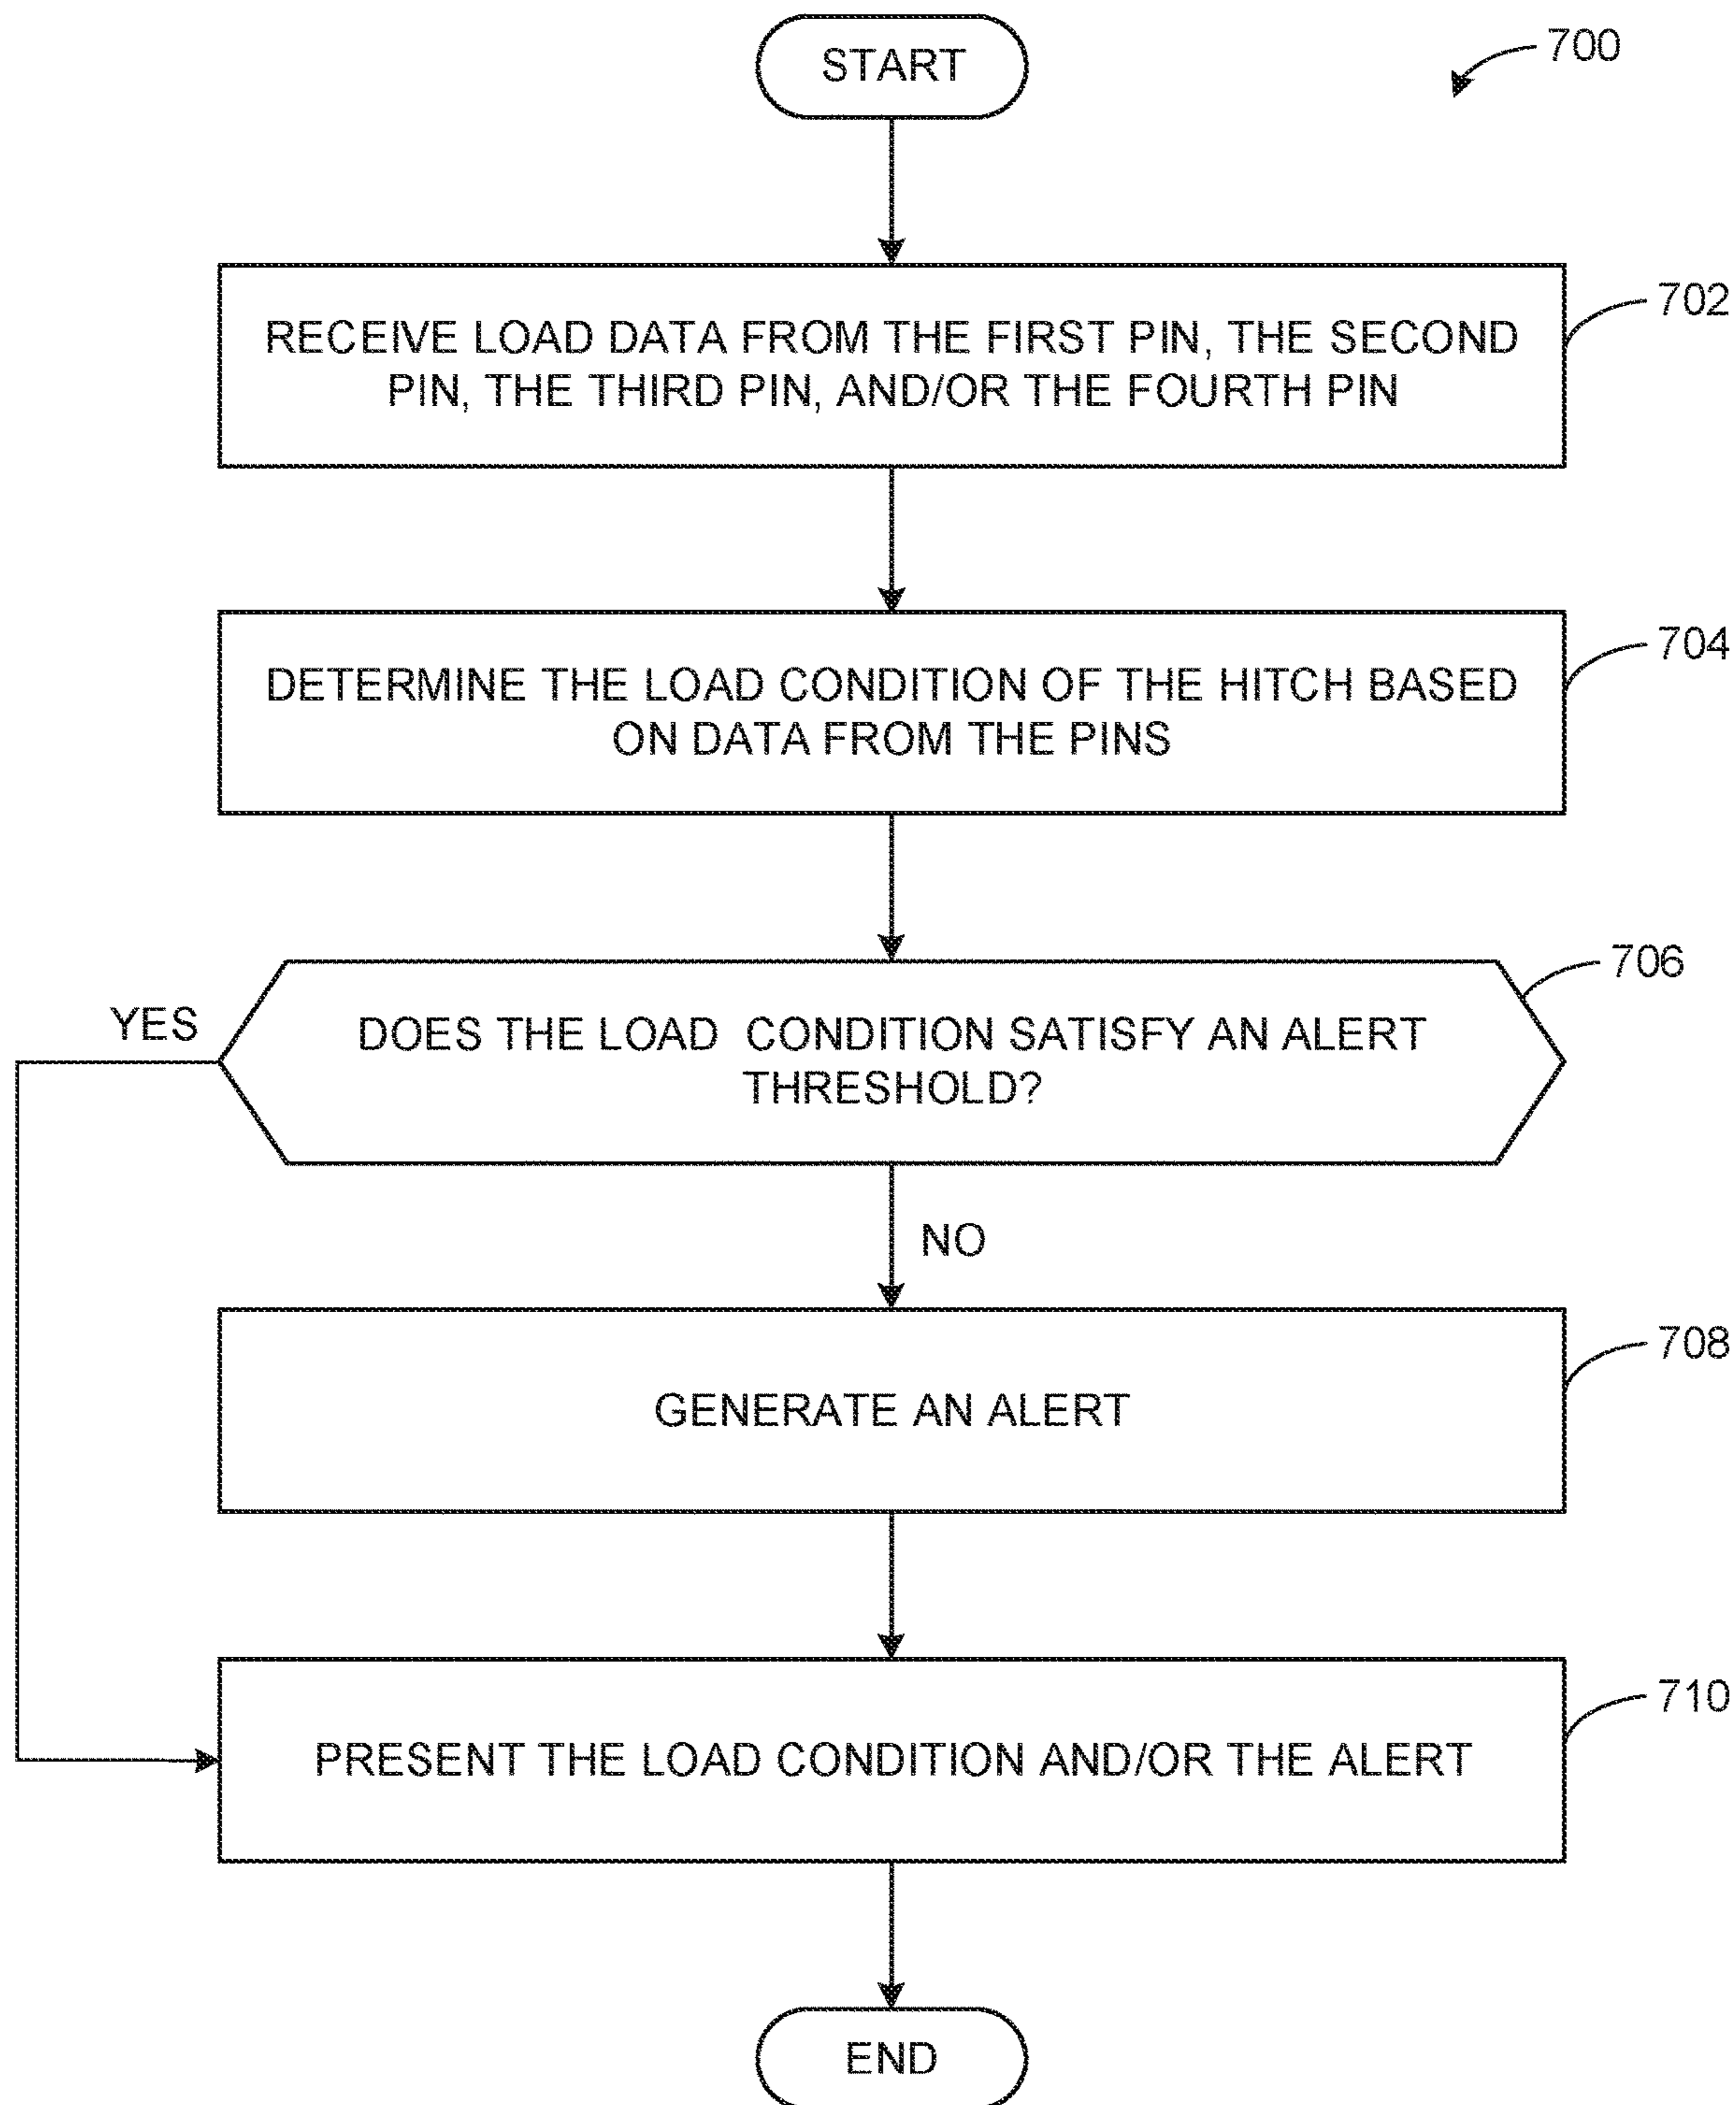 START
700
RECEIVE LOAD DATA FROM THE FIRST PIN, THE SECOND
PIN, THE THIRD PIN, AND/OR THE FOURTH PIN
702
DETERMINE THE LOAD CONDITION OF THE HITCH BASED
ON DATA FROM THE PINS
704
706
YES
DOES THE LOAD CONDITION SATISFY AN ALERT
THRESHOLD?
NO
708
GENERATE AN ALERT
710
PRESENT THE LOAD CONDITION AND/OR THE ALERT
END